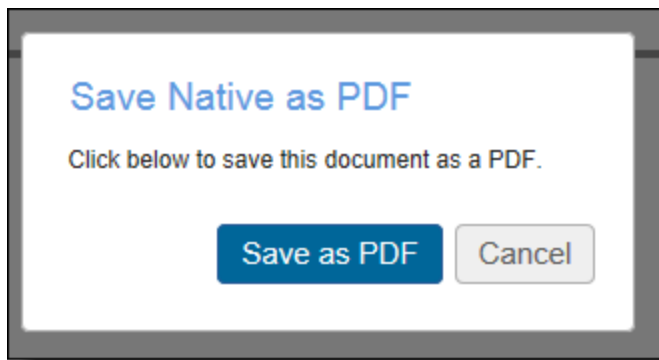 Save Native as PDF
Click below to save this document as a PDF.
Save as PDF Cancel